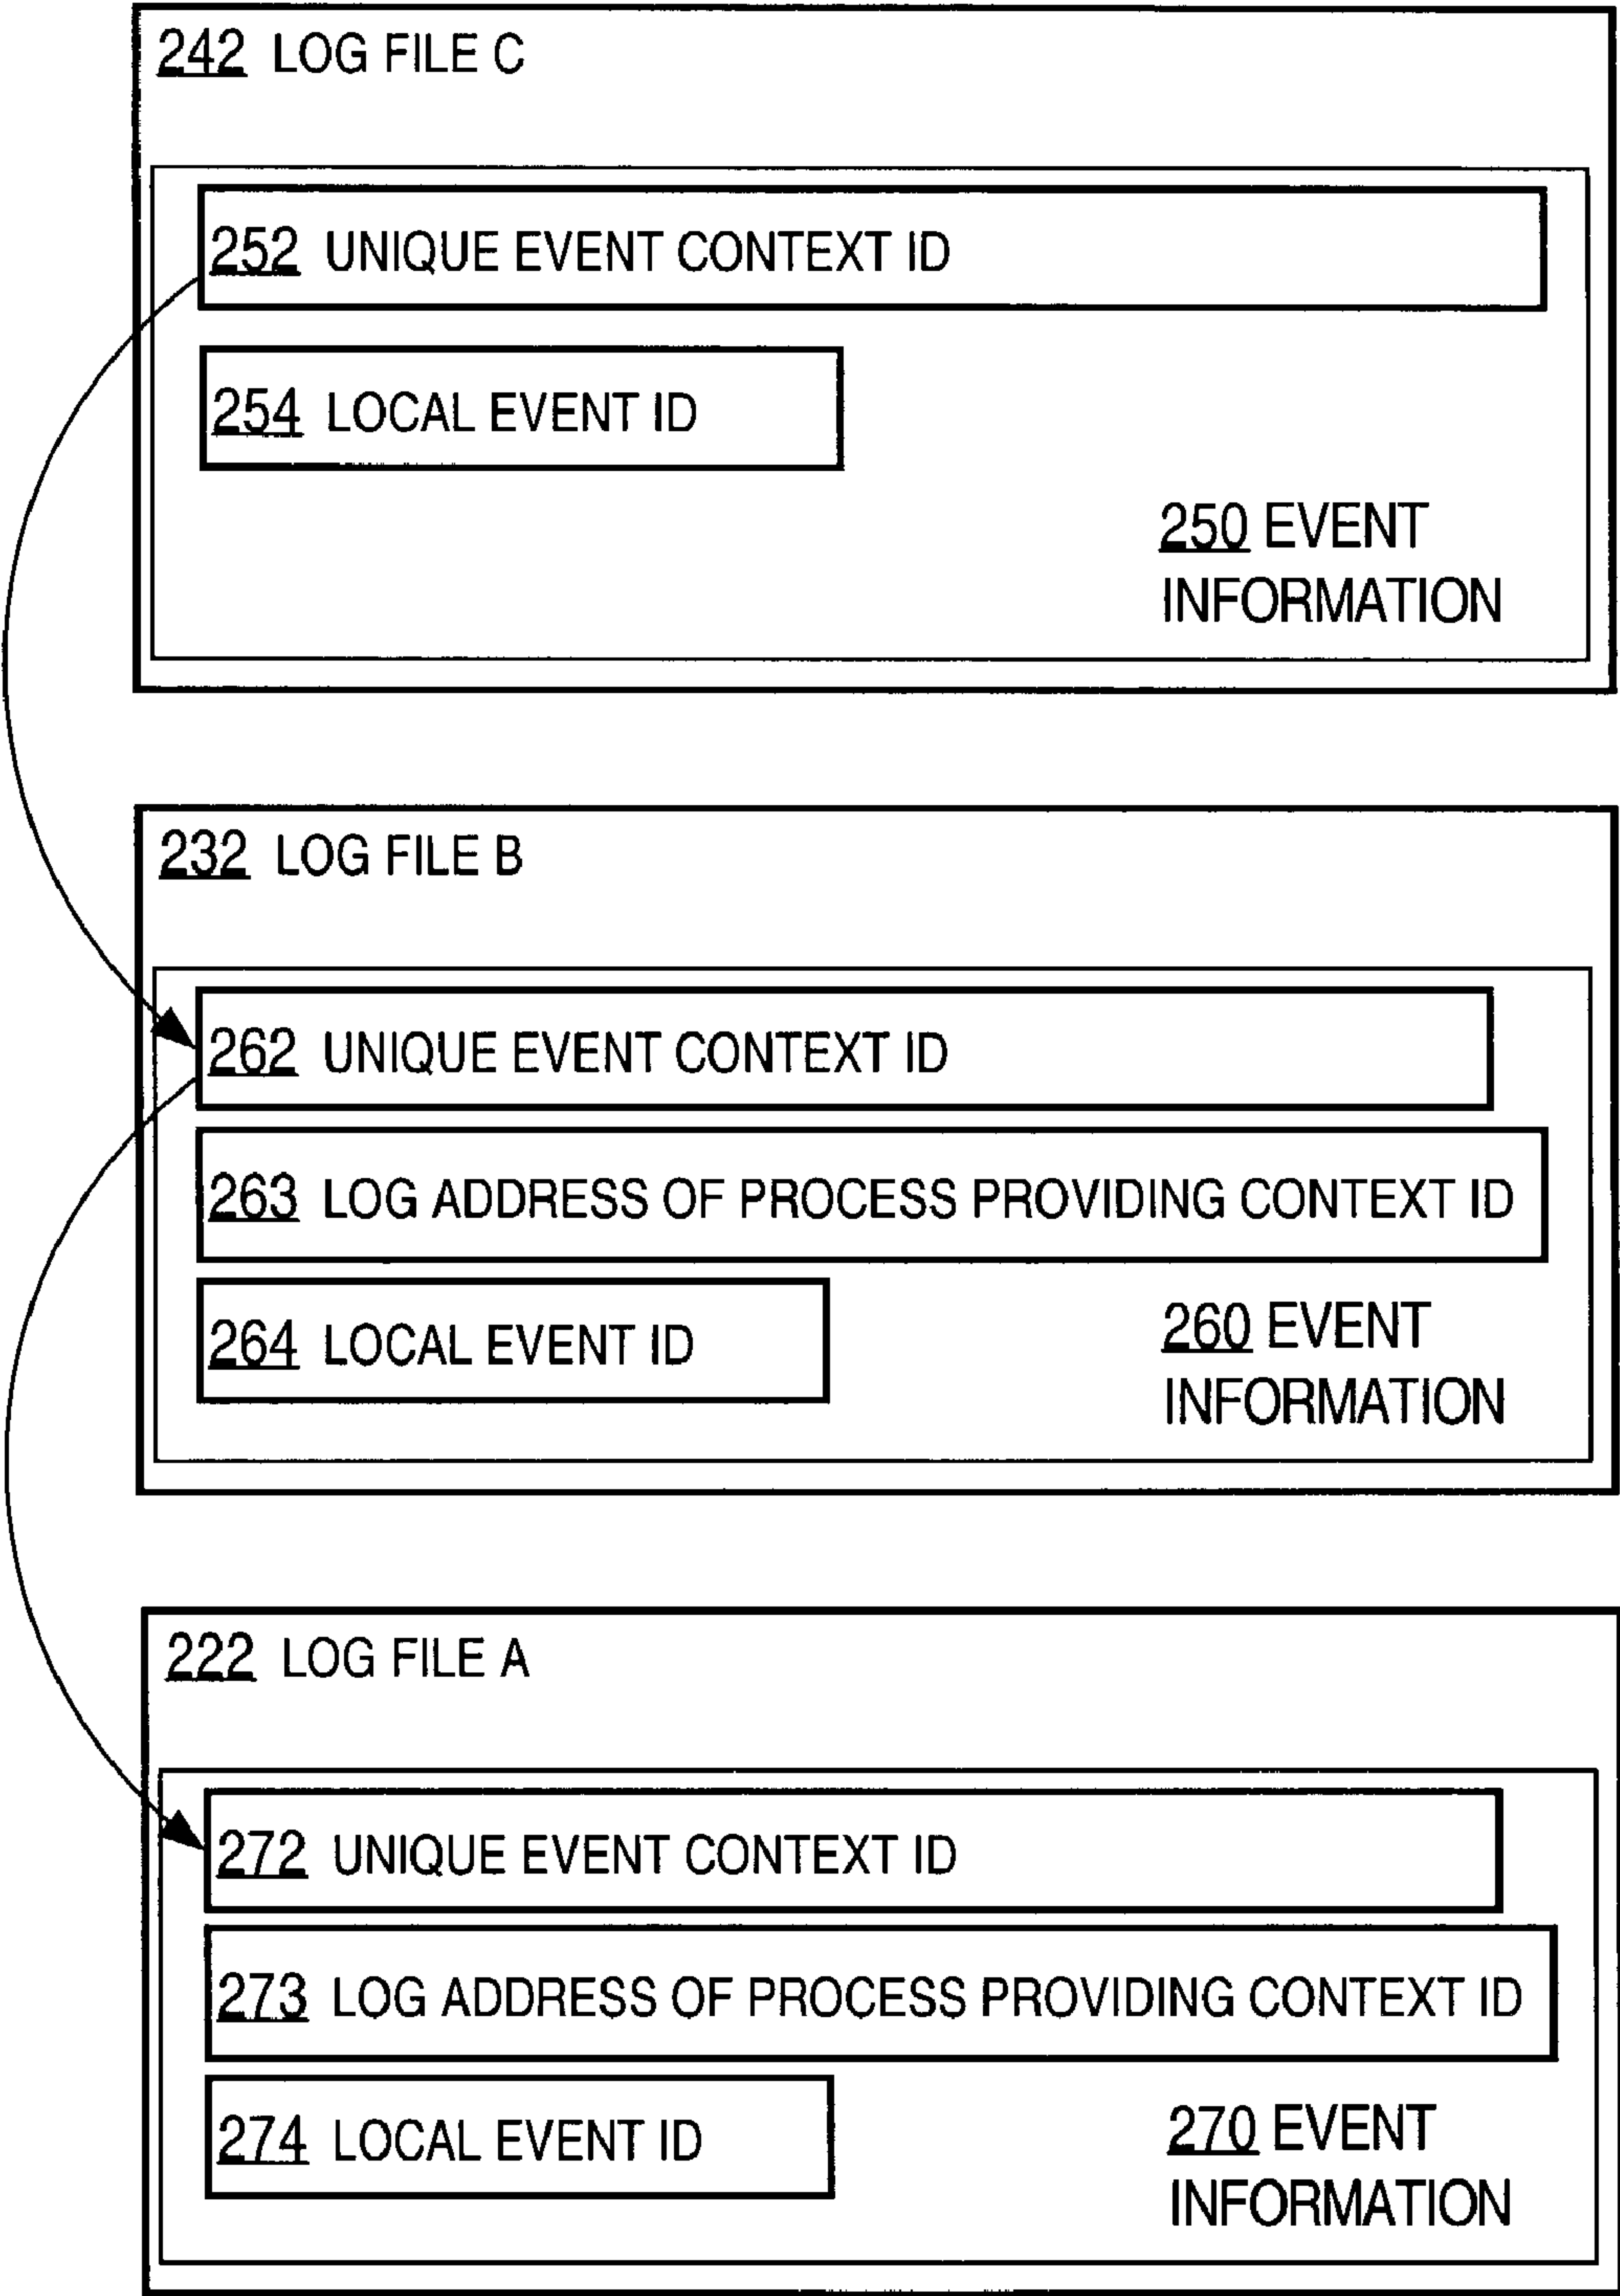 242 LOG FILE C
252 UNIQUE EVENT CONTEXT ID
254 LOCAL EVENT ID
250 EVENT
INFORMATION
232 LOG FILE B
262 UNIQUE EVENT CONTEXT ID
263 LOG ADDRESS OF PROCESS PROVIDING CONTEXT ID
264 LOCAL EVENT ID
260 EVENT
INFORMATION
222 LOG FILE A
272 UNIQUE EVENT CONTEXT ID
273 LOG ADDRESS OF PROCESS PROVIDING CONTEXT ID
274 LOCAL EVENT ID
270 EVENT
INFORMATION